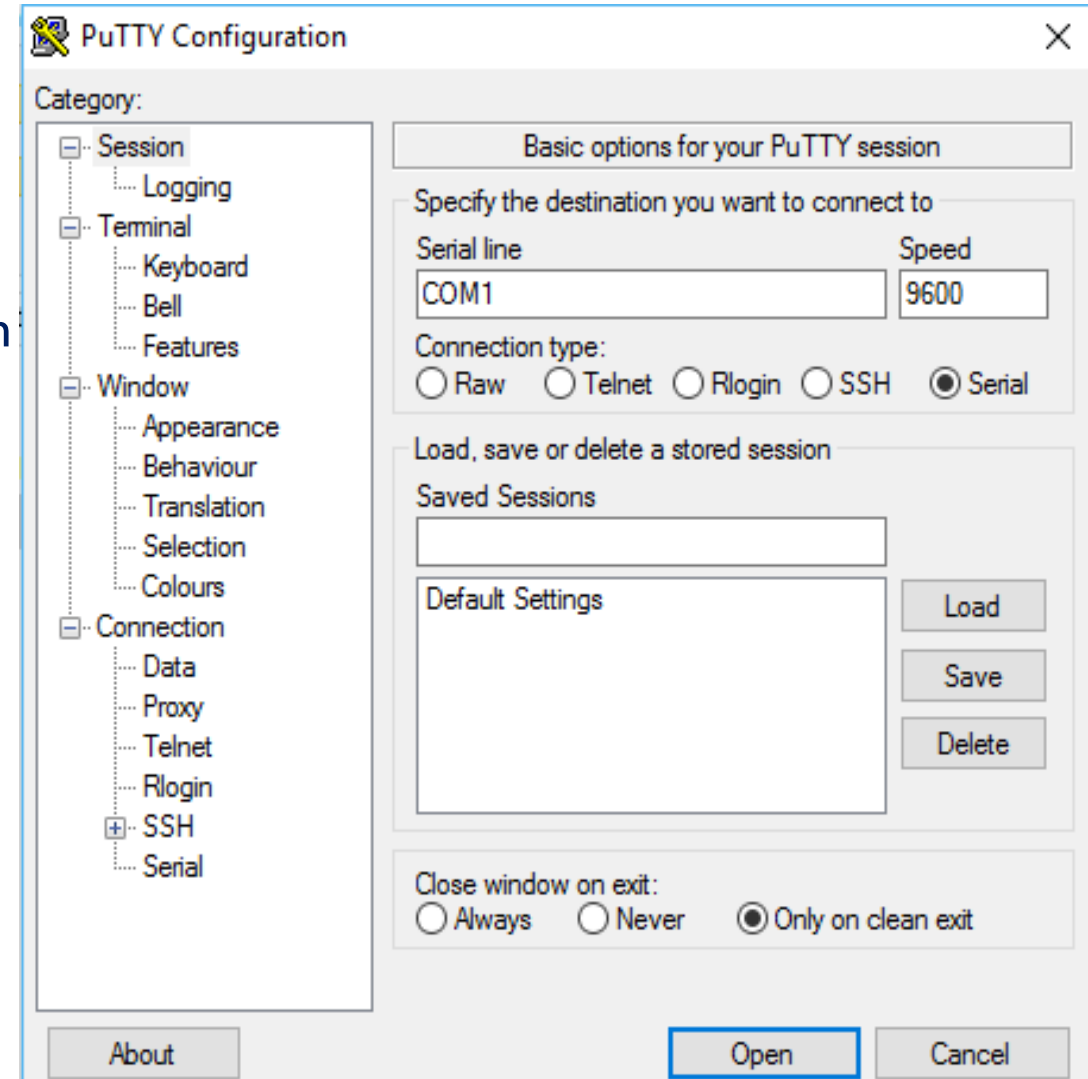 PuTTY Configuration
Category:
Session
Logging
Terminal
Keyboard
Bell
Features
Window
Appearance
Behaviour
Translation
Selection
Colours
Connection
Data
Proxy
Telnet
Rlogin
SSH
Serial
Basic options for your PuTTY session
Specify the destination you want to connect to
Serial line Speed
COM1 9600
Connection type:
Raw Telnet Rlogin SSH Serial
Load, save or delete a stored session
Saved Sessions
Default Settings
Load
Save
Delete
Close window on exit:
Always Never Only on clean exit
About Open Cancel